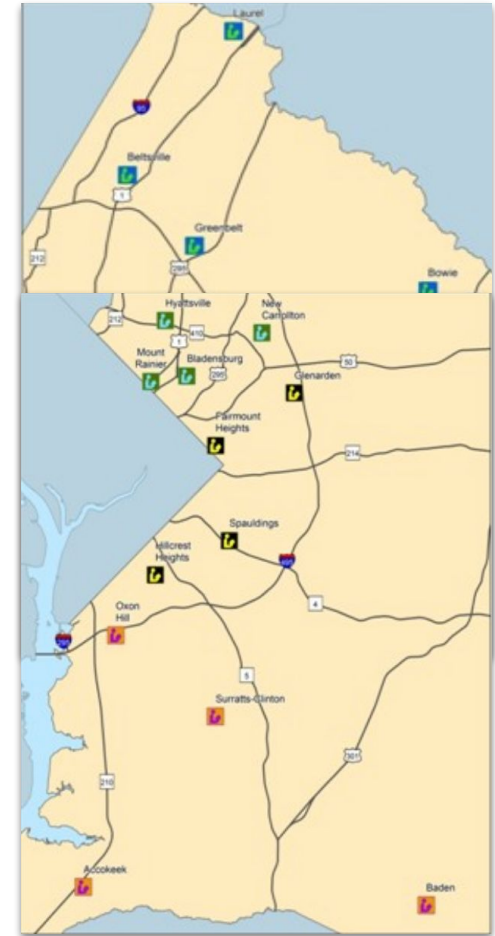 Laurel
95
Beltsville
1
Greenbelt
212
295
Bowie
Hyattsville
New
Carrollton
212
410
1
Mount
Rainier
Bladensburg
295
50
Glenarden
Fairmount
Heights
214
Spauldings
Hillcrest
Heights
495
4
Oxon
Hill
5
Surratts-Clinton
301
210
Accokeek
Baden